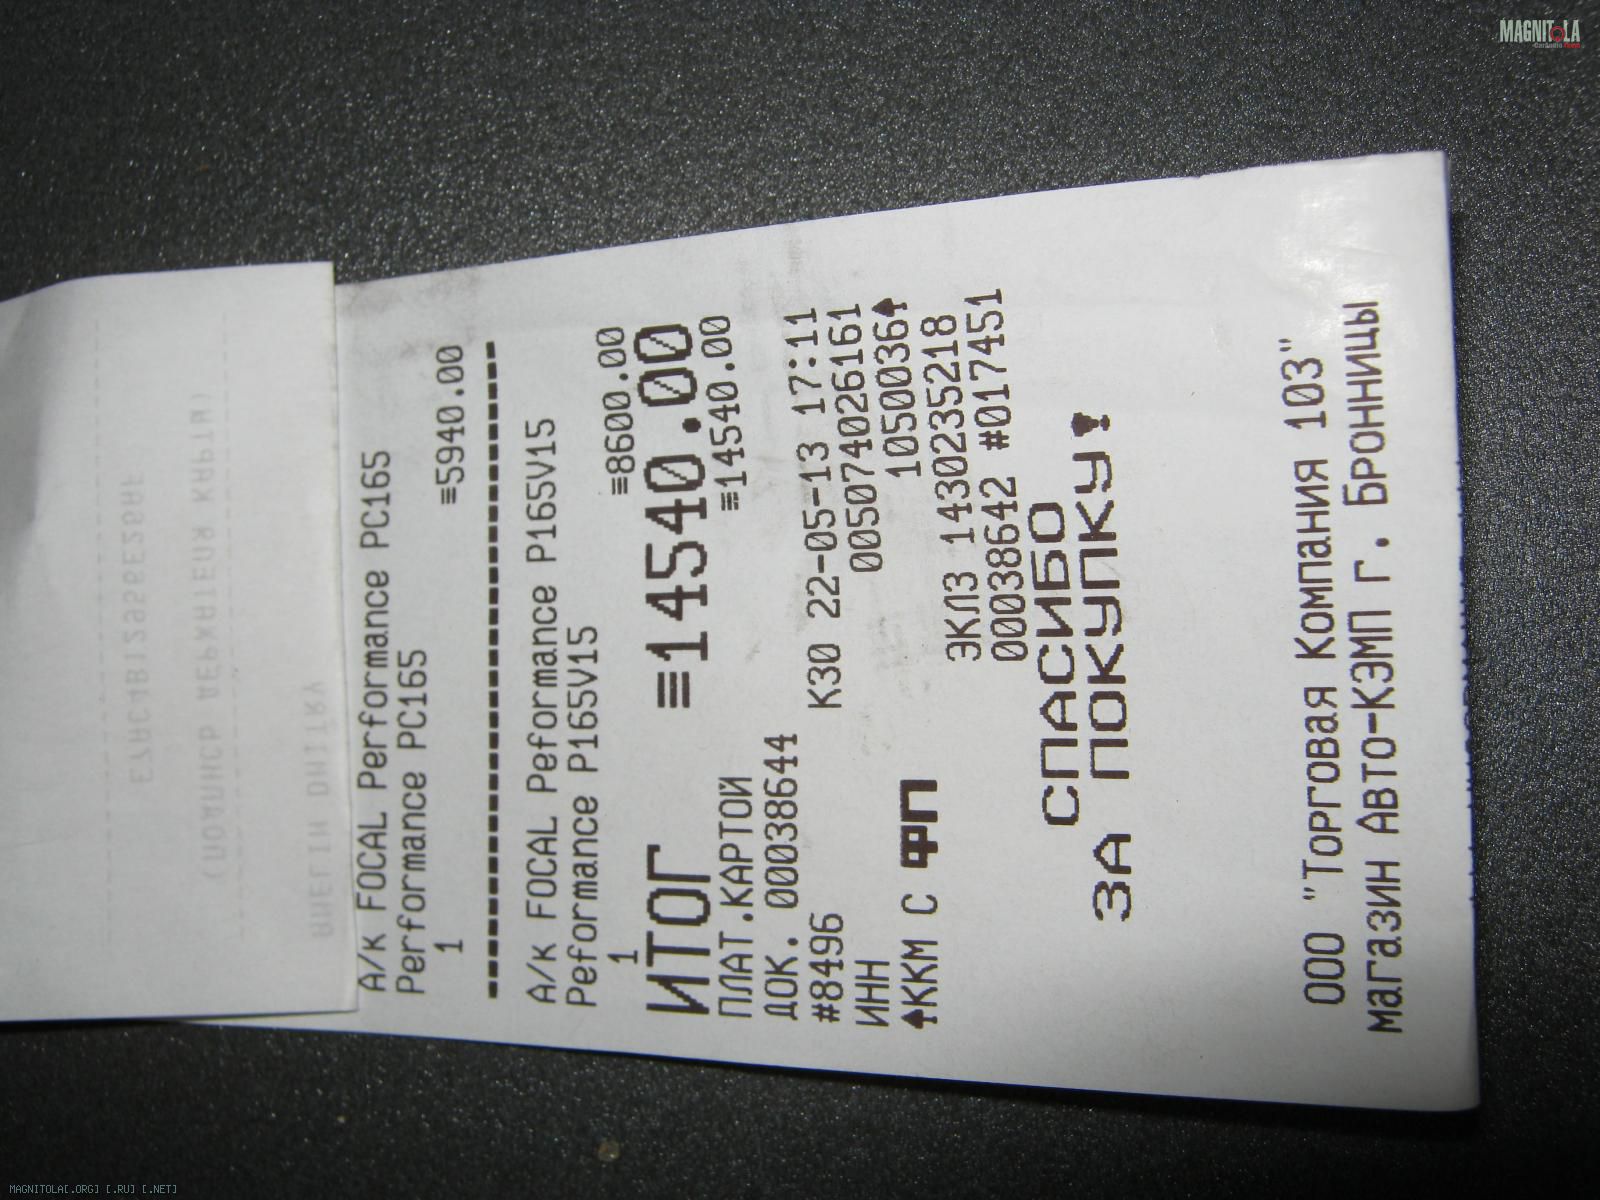 MAGNITOLA
А/к FOCAL Performance PC165
Performance PC165
1 ≡5940.00
А/к FOCAL Peformance P165V15
Peformance P165V15
1 ≡8600.00
ИТОГ ≡14540.00
ПЛАТ.КАРТОЙ ≡14540.00
ДОК. 00038644
#8496 К30 22-05-13 17:11
ИНН 005074026161
↑ККМ С ФП 10500036↑
ЭКЛЗ 1430235218
00038642 #017451
СПАСИБО
ЗА ПОКУПКУ!
ООО "Торговая Компания 103"
магазин Авто-КЭМП г. Бронницы
MAGNITOLA[.ORG] [.RU] [.NET]